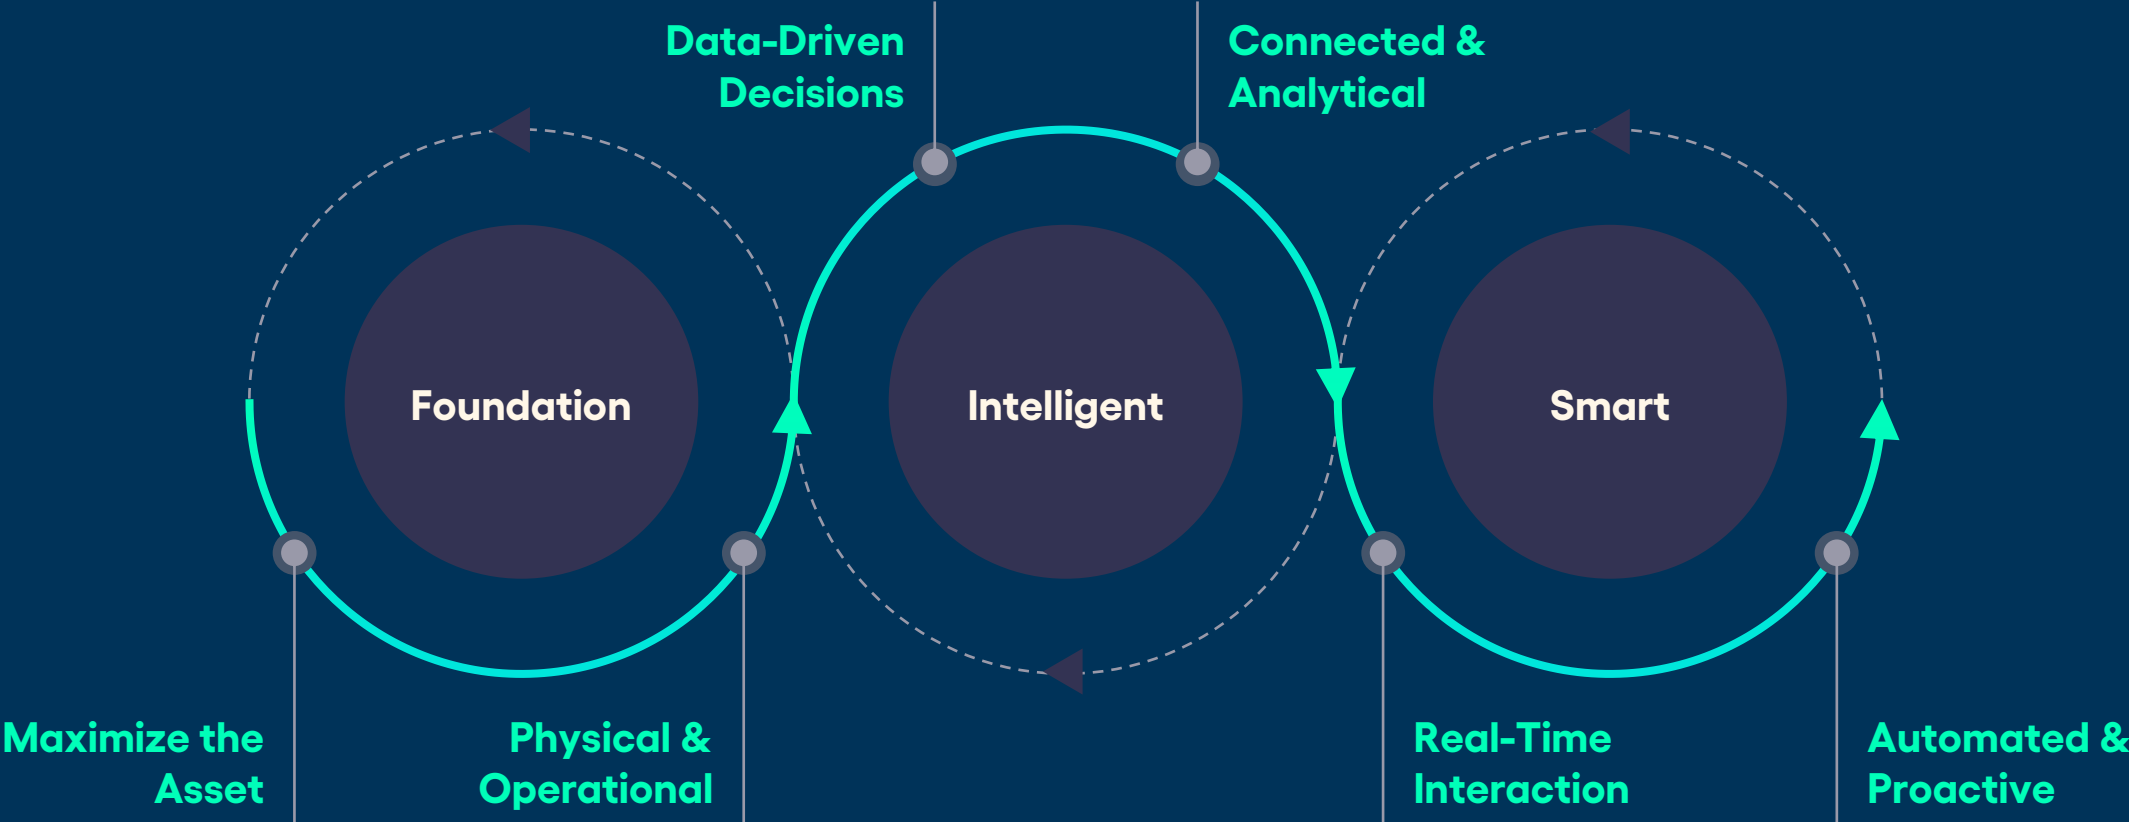 Data-Driven
Decisions
Connected &
Analytical
Foundation
Intelligent
Smart
Maximize the
Asset
Physical &
Operational
Real-Time
Interaction
Automated &
Proactive